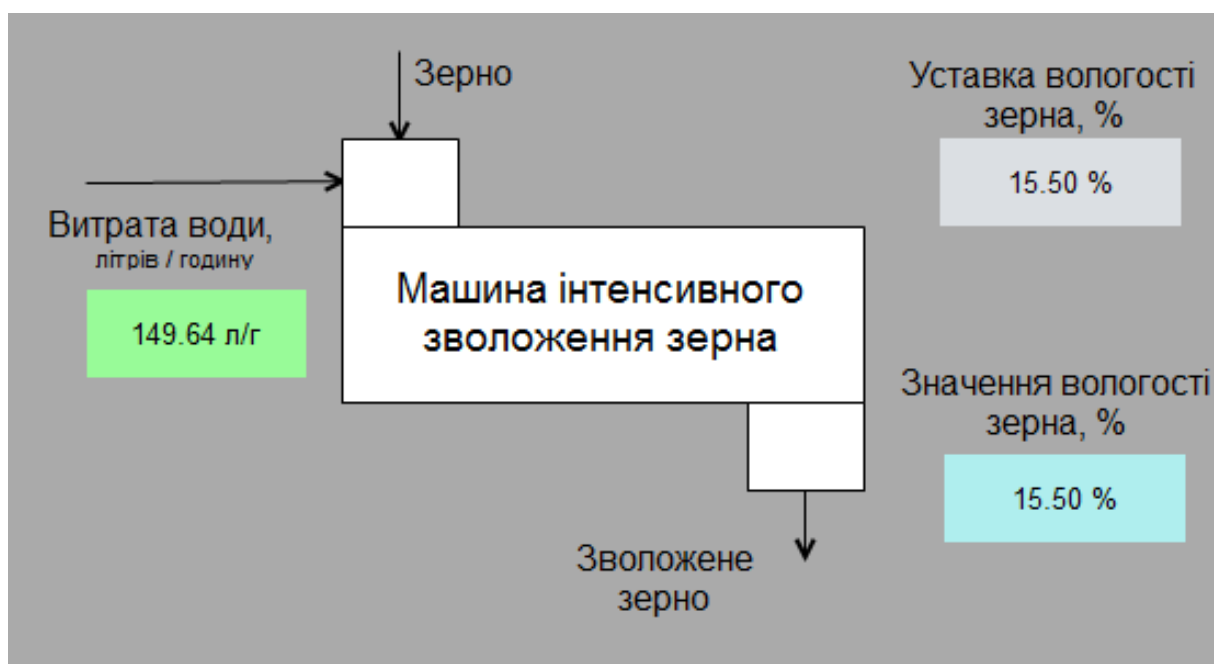 Зерно
Уставка вологості
зерна, %
15.50 %
Витрата води,
літрів / годину
149.64 л/г
Машина інтенсивного
зволоження зерна
Значення вологості
зерна, %
15.50 %
Зволожене
зерно